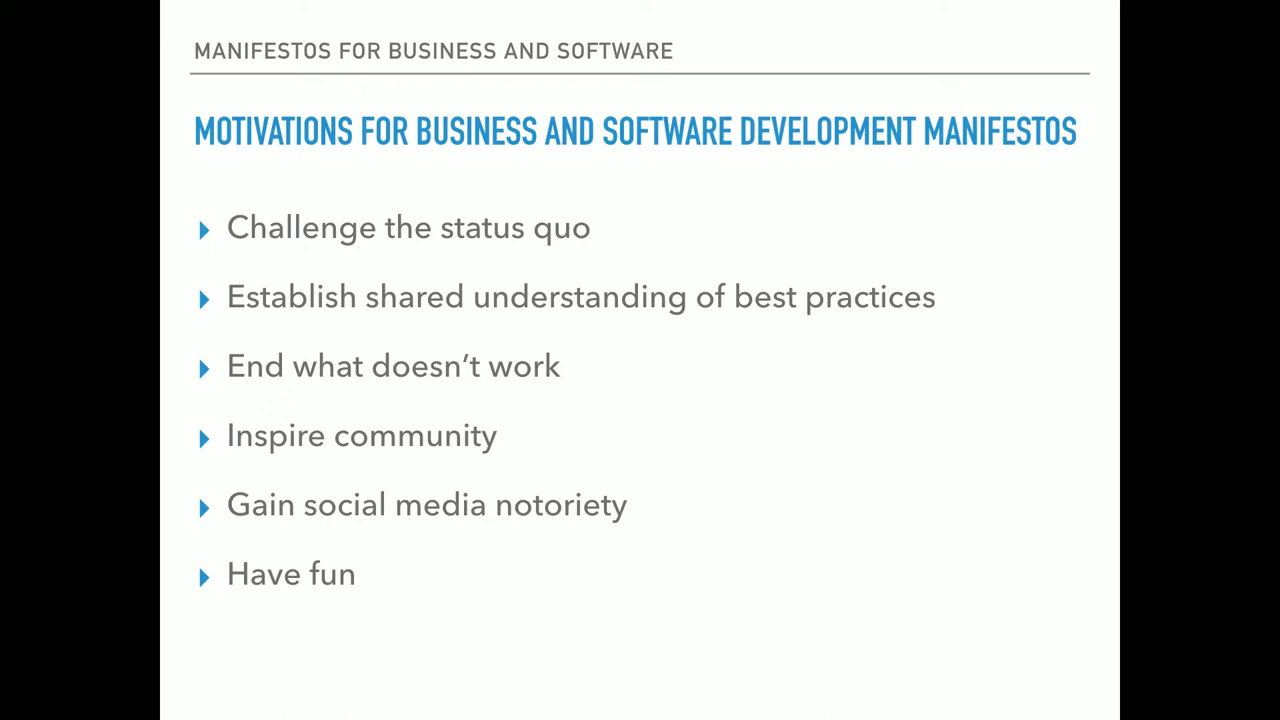 MANIFESTOS FOR BUSINESS AND SOFTWARE
MOTIVATIONS FOR BUSINESS AND SOFTWARE DEVELOPMENT MANIFESTOS
Challenge the status quo
Establish shared understanding of best practices
End what doesn’t work
Inspire community
Gain social media notoriety
Have fun